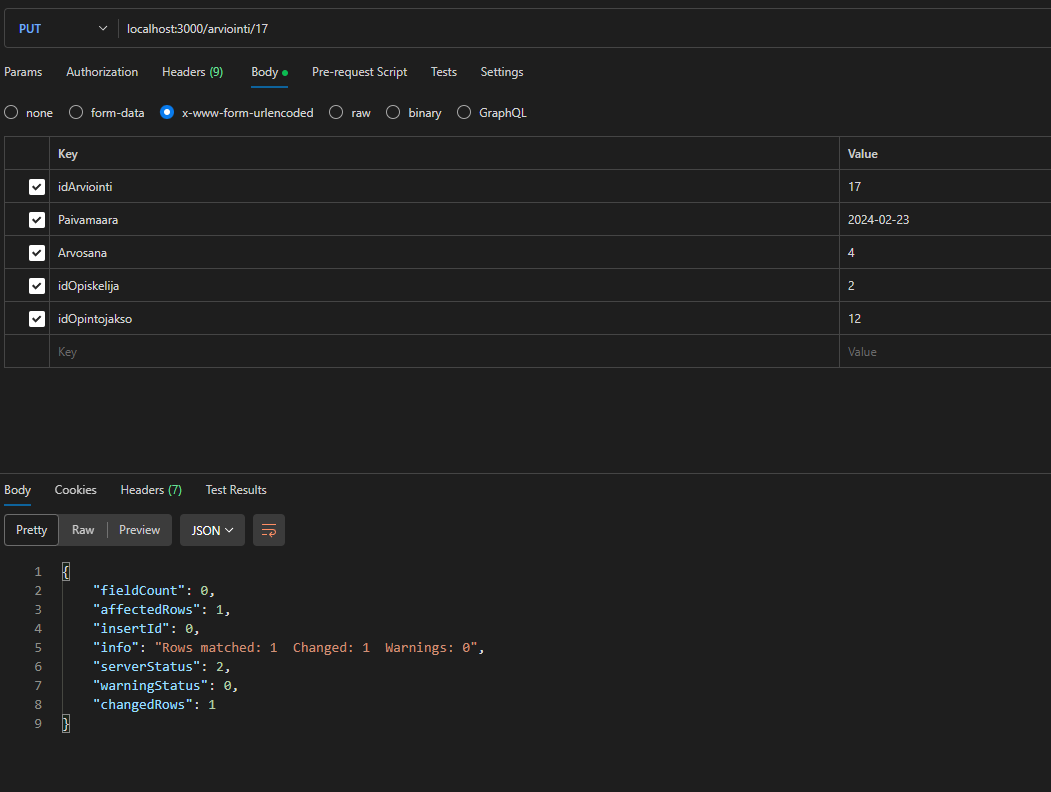 PUT localhost:3000/arviointi/17
Params Authorization Headers (9) Body Pre-request Script Tests Settings
none form-data x-www-form-urlencoded raw binary GraphQL
Key Value
idArviointi 17
Paivamaara 2024-02-23
Arvosana 4
idOpiskelija 2
idOpintojakso 12
Key Value
Body Cookies Headers (7) Test Results
Pretty Raw Preview JSON
1 {
2 "fieldCount": 0,
3 "affectedRows": 1,
4 "insertId": 0,
5 "info": "Rows matched: 1  Changed: 1  Warnings: 0",
6 "serverStatus": 2,
7 "warningStatus": 0,
8 "changedRows": 1
9 }